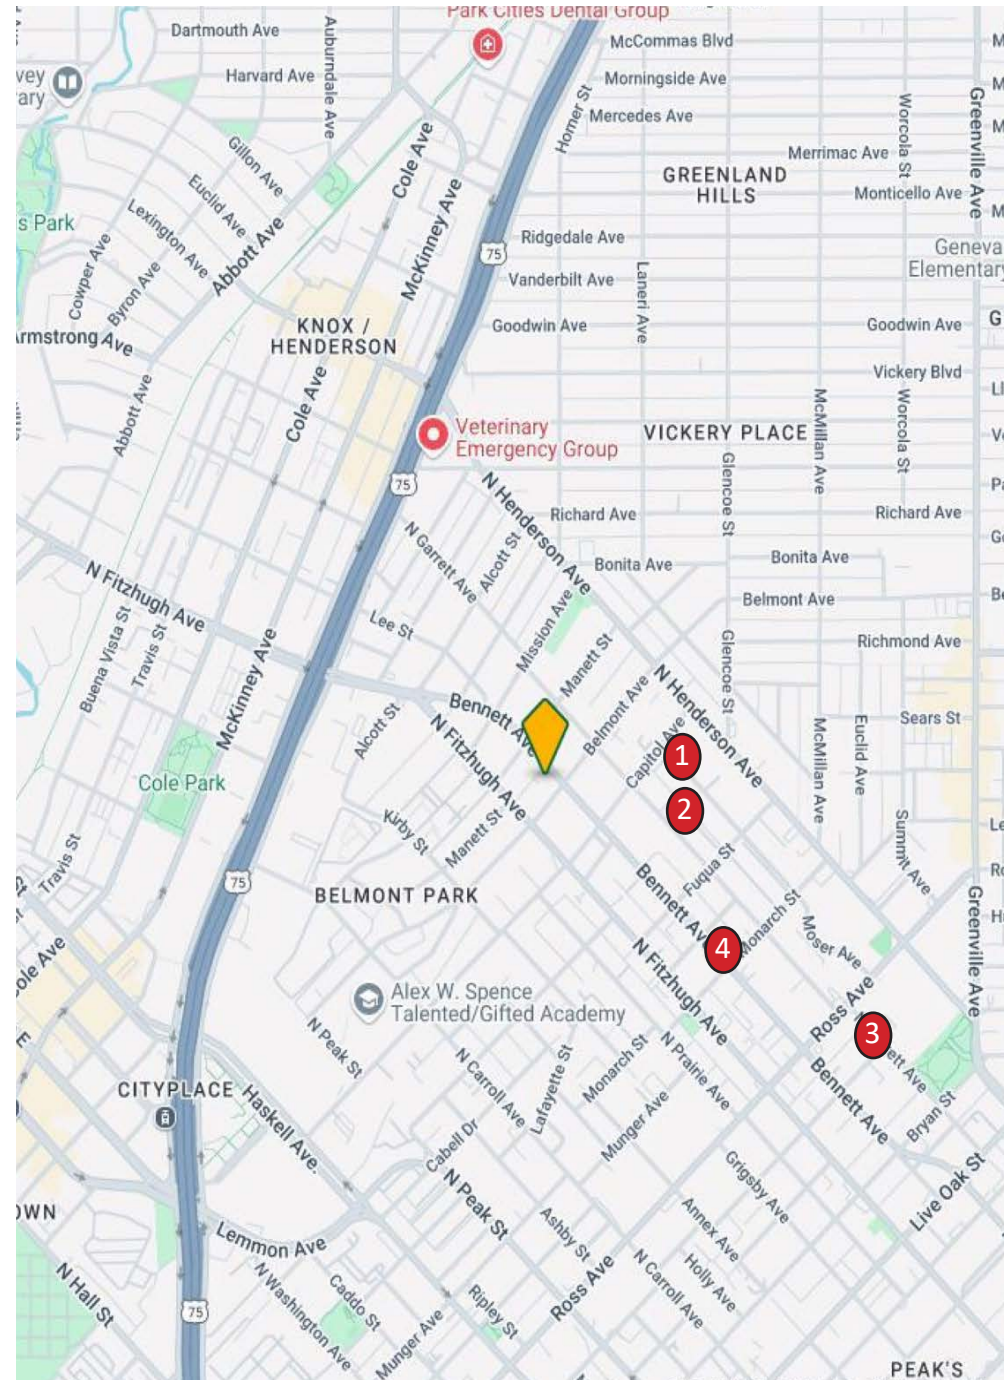 Park Cities Dental Group
Dartmouth Ave
Auburndale Ave
McCommas Blvd
Harvard Ave
Morningside Ave
vey
ary
Homer St
Mercedes Ave
Worcola St
Greenville Ave
Gillon Ave
Cole Ave
Merrimac Ave
GREENLAND
HILLS
Euclid Ave
McKinney Ave
Monticello Ave
Lexington Ave
s Park
Abbott Ave
Ridgedale Ave
75
Geneva
Elementary
Cowper Ave
Byron Ave
Vanderbilt Ave
Laneri Ave
KNOX /
HENDERSON
Goodwin Ave
Goodwin Ave
G
rmstrong Ave
Vickery Blvd
Abbott Ave
Cole Ave
McMillan Ave
Worcola St
Veterinary
Emergency Group
VICKERY PLACE
75
N Henderson Ave
Glencoe St
Richard Ave
Richard Ave
N Garrett Ave
Alcott St
Bonita Ave
Bonita Ave
N Fitzhugh Ave
Belmont Ave
Be
Lee St
Mission Ave
Buena Vista St
Travis St
Manett St
Glencoe St
Richmond Ave
McKinney Ave
N Henderson Ave
Bennett Ave
Belmont Ave
Alcott St
N Fitzhugh Ave
Capitol Ave
McMillan Ave
Euclid Ave
Sears St
1
Cole Park
2
Kirby St
Manett St
Summit Ave
Travis St
75
Fuqua St
BELMONT PARK
Bennett Ave
Monarch St
Greenville Ave
4
Moser Ave
ole Ave
N Fitzhugh Ave
Alex W. Spence
Talented/Gifted Academy
Ross Ave
3
N Peak St
N Carroll Ave
Lafayette St
Monarch St
N Prairie Ave
Bennett Ave
ett Ave
Bryan St
CITYPLACE
Haskell Ave.
Munger Ave
Cabell Dr
Live Oak St
N Peak St
Grigsby Ave
OWN
Lemmon Ave
Ashby St
Annex Ave
N Hall St
N Washington Ave
Caddo St
Ross Ave
N Carroll Ave
Holly Ave
75
Munger Ave
Ripley St
PEAK'S